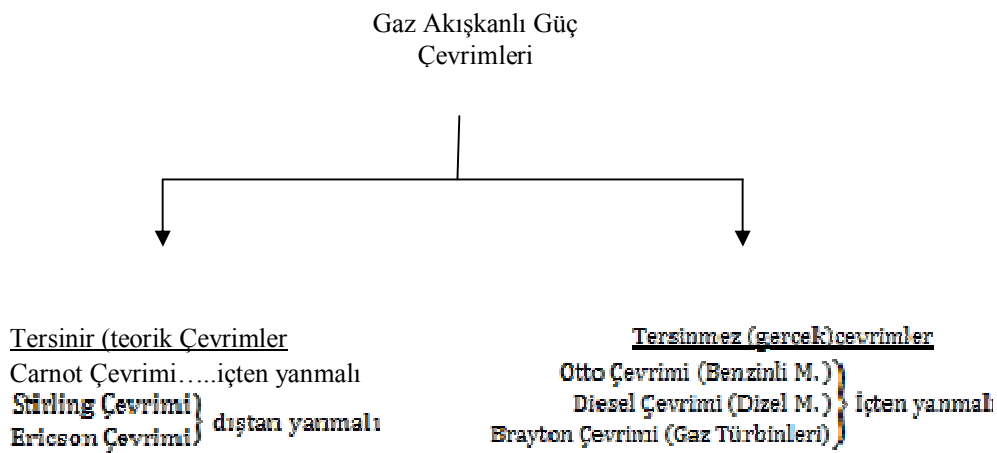 Gaz Akışkanlı Güç
Çevrimleri
Tersinir (teorik Çevrimler
Carnot Çevrimi…..içten yanmalı
Stirling Çevrimi
Ericson Çevrimi} dıştan yanmalı
Tersinmez (gercek)cevrimler
Otto Çevrimi (Benzinli M.)
Diesel Çevrimi (Dizel M.)} İçten yanmalı
Brayton Çevrimi (Gaz Türbinleri)